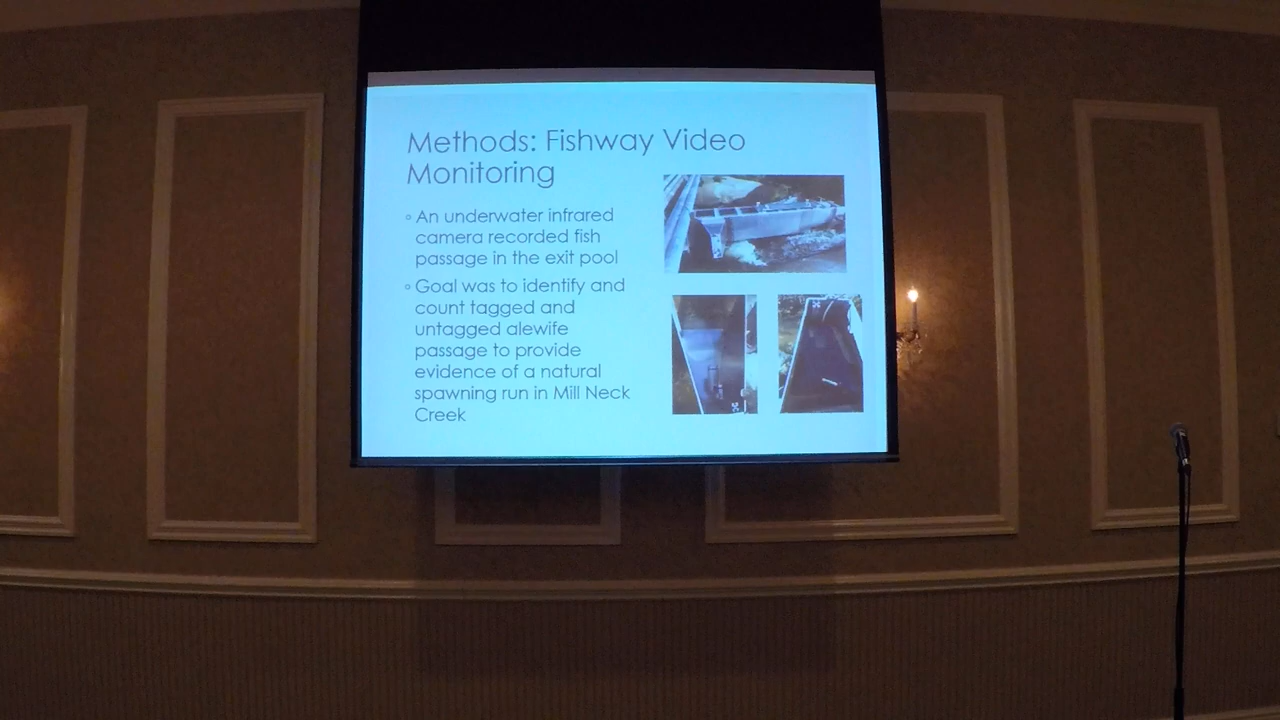 Methods: Fishway Video
Monitoring
An underwater infrared
camera recorded fish
passage in the exit pool
Goal was to identify and
count tagged and
untagged alewife
passage to provide
evidence of a natural
spawning run in Mill Neck
Creek